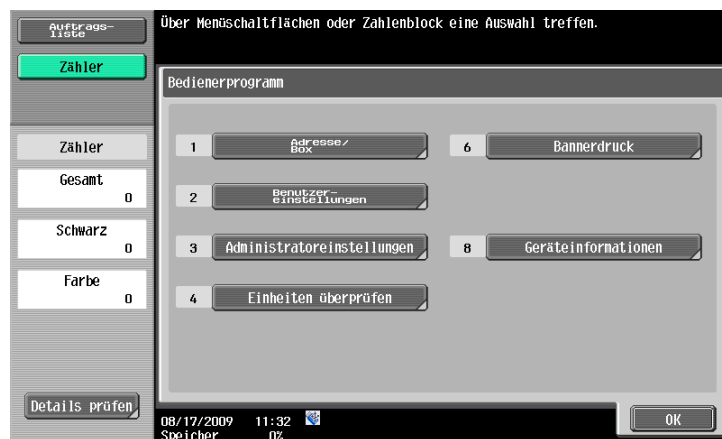 Auftrags-
liste
Zähler
Über Menüschaltflächen oder Zahlenblock eine Auswahl treffen.
Bedienerprogramm
Zähler
Gesamt
0
Schwarz
0
Farbe
0
Details prüfen
1 Adresse/
Box
2 Benutzer-
einstellungen
3 Administratoreinstellungen
4 Einheiten überprüfen
6 Bannerdruck
8 Geräteinformationen
08/17/2009 11:32
Speicher 0%
OK